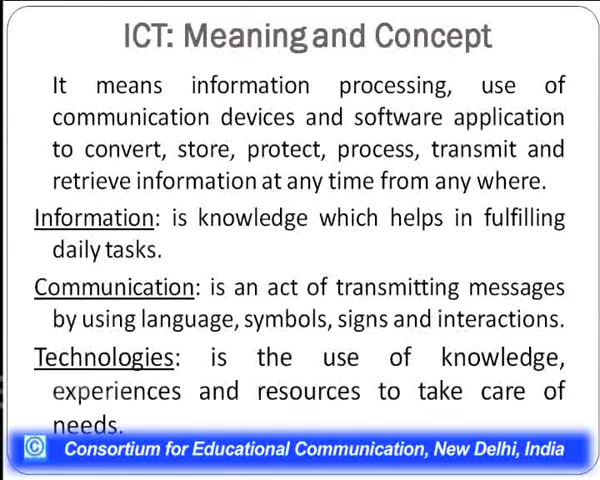 ICT: Meaning and Concept
It means information processing, use of
communication devices and software application
to convert, store, protect, process, transmit and
retrieve information at any time from any where.
Information: is knowledge which helps in fulfilling
daily tasks.
Communication: is an act of transmitting messages
by using language, symbols, signs and interactions.
Technologies: is the use of knowledge,
experiences and resources to take care of
needs.
© Consortium for Educational Communication, New Delhi, India